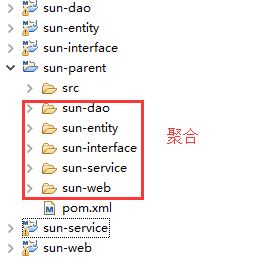 sun-dao
sun-entity
sun-interface
sun-parent
src
sun-dao
sun-entity
sun-interface
sun-service
sun-web
聚合
pom.xml
sun-service
sun-web